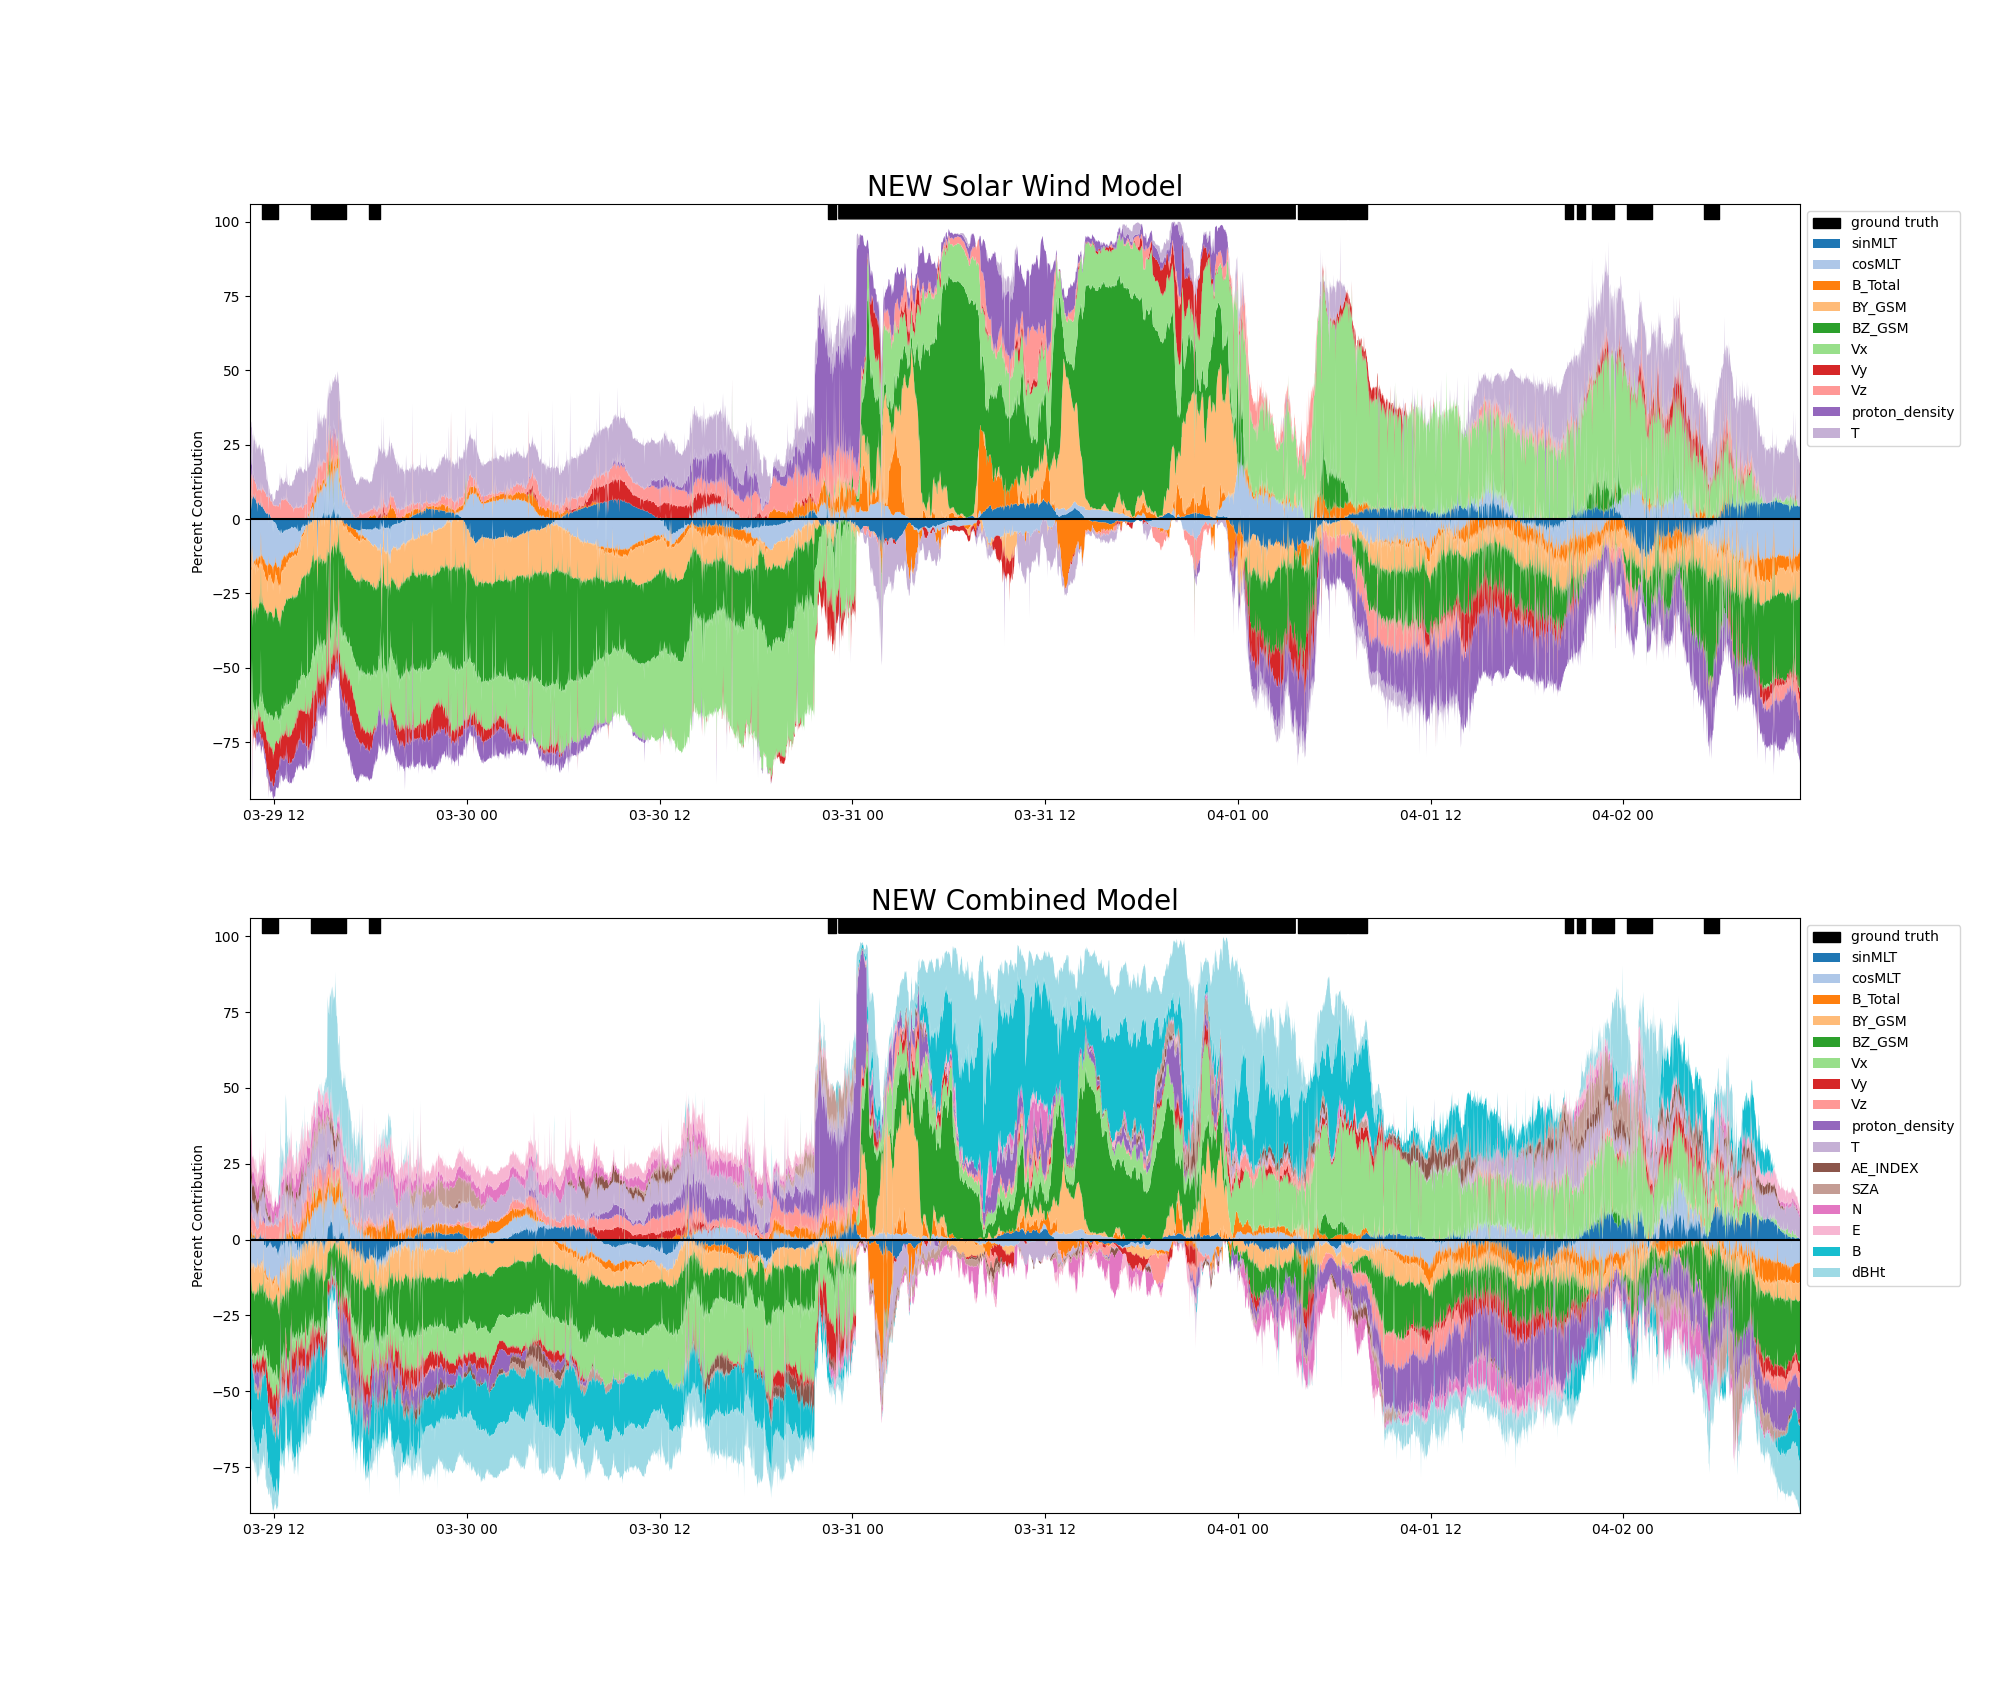 NEW Solar Wind Model
100
75
50
25
0
−25
−50
−75
Percent Contribution
03-29 12
03-30 00
03-30 12
03-31 00
03-31 12
04-01 00
04-01 12
04-02 00
ground truth
sinMLT
cosMLT
B_Total
BY_GSM
BZ_GSM
Vx
Vy
Vz
proton_density
T
NEW Combined Model
100
75
50
25
0
−25
−50
−75
Percent Contribution
03-29 12
03-30 00
03-30 12
03-31 00
03-31 12
04-01 00
04-01 12
04-02 00
ground truth
sinMLT
cosMLT
B_Total
BY_GSM
BZ_GSM
Vx
Vy
Vz
proton_density
T
AE_INDEX
SZA
N
E
B
dBHt